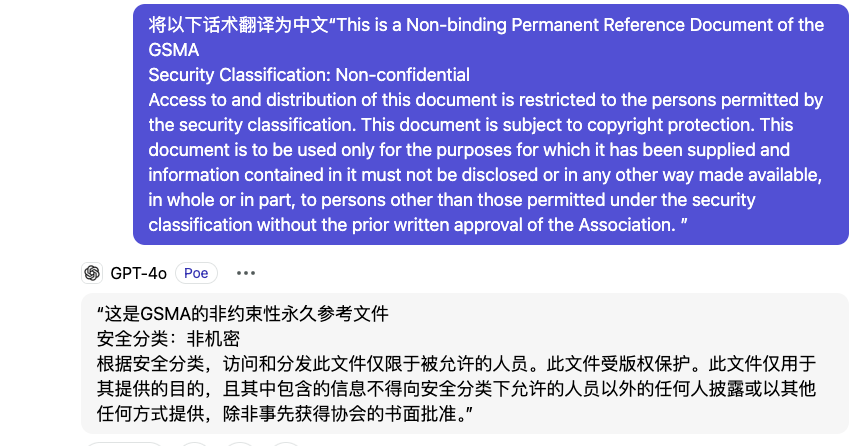 将以下话术翻译为中文“This is a Non-binding Permanent Reference Document of the
GSMA
Security Classification: Non-confidential
Access to and distribution of this document is restricted to the persons permitted by
the security classification. This document is subject to copyright protection. This
document is to be used only for the purposes for which it has been supplied and
information contained in it must not be disclosed or in any other way made available,
in whole or in part, to persons other than those permitted under the security
classification without the prior written approval of the Association. ”
GPT-4o Poe
“这是GSMA的非约束性永久参考文件
安全分类：非机密
根据安全分类，访问和分发此文件仅限于被允许的人员。此文件受版权保护。此文件仅用于
其提供的目的，且其中包含的信息不得向安全分类下允许的人员以外的任何人披露或以其他
任何方式提供，除非事先获得协会的书面批准。”